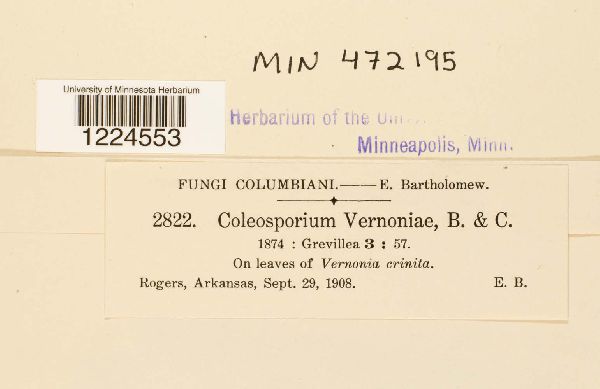 MIN 472195
University of Minnesota Herbarium
1224553
Herbarium of the
Minneapolis, Minn.
FUNGI COLUMBIANI.—— E. Bartholomew.
2822. Coleosporium Vernoniae, B. & C.
1874 : Grevillea 3 : 57.
On leaves of Vernonia crinita.
Rogers, Arkansas, Sept. 29, 1908. E. B.